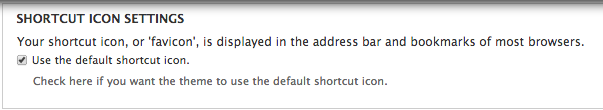 SHORTCUT ICON SETTINGS
Your shortcut icon, or 'favicon', is displayed in the address bar and bookmarks of most browsers.
Use the default shortcut icon.
Check here if you want the theme to use the default shortcut icon.